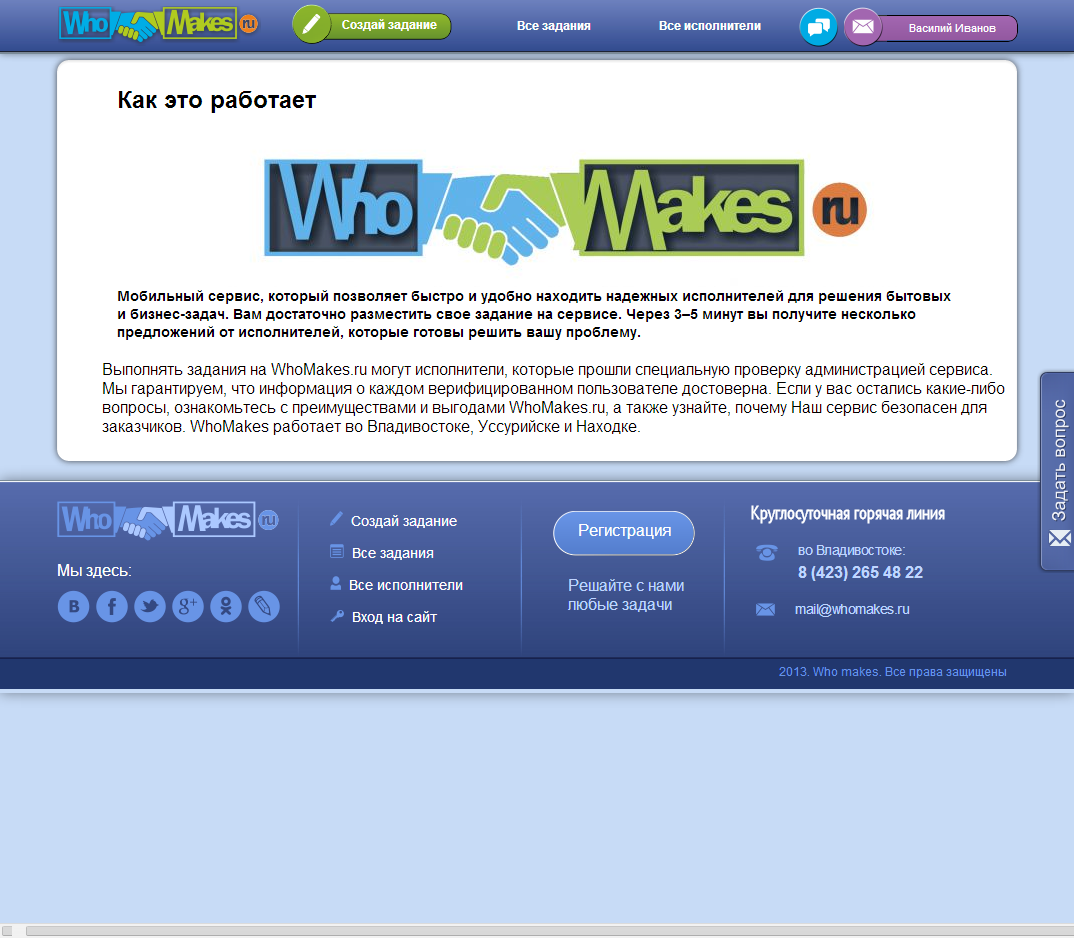 Who Makes ru
Создай задание
Все задания
Все исполнители
Василий Иванов
Как это работает
Who Makes ru
Мобильный сервис, который позволяет быстро и удобно находить надежных исполнителей для решения бытовых
и бизнес-задач. Вам достаточно разместить свое задание на сервисе. Через 3–5 минут вы получите несколько
предложений от исполнителей, которые готовы решить вашу проблему.
Выполнять задания на WhoMakes.ru могут исполнители, которые прошли специальную проверку администрацией сервиса.
Мы гарантируем, что информация о каждом верифицированном пользователе достоверна. Если у вас остались какие-либо
вопросы, ознакомьтесь с преимуществами и выгодами WhoMakes.ru, а также узнайте, почему Наш сервис безопасен для
заказчиков. WhoMakes работает во Владивостоке, Уссурийске и Находке.
Задать вопрос
Who Makes ru
Мы здесь:
В f g+
Создай задание
Все задания
Все исполнители
Вход на сайт
Регистрация
Решайте с нами
любые задачи
Круглосуточная горячая линия
во Владивостоке:
8 (423) 265 48 22
mail@whomakes.ru
2013. Who makes. Все права защищены